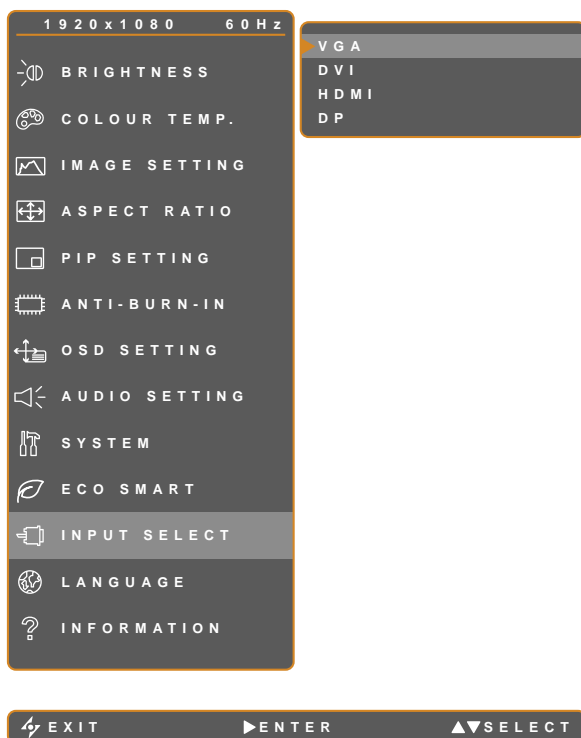 1920x1080 60Hz
BRIGHTNESS
COLOUR TEMP.
IMAGE SETTING
ASPECT RATIO
PIP SETTING
ANTI-BURN-IN
OSD SETTING
AUDIO SETTING
SYSTEM
ECO SMART
INPUT SELECT
LANGUAGE
INFORMATION
VGA
DVI
HDMI
DP
EXIT ▶ENTER ▲▼SELECT